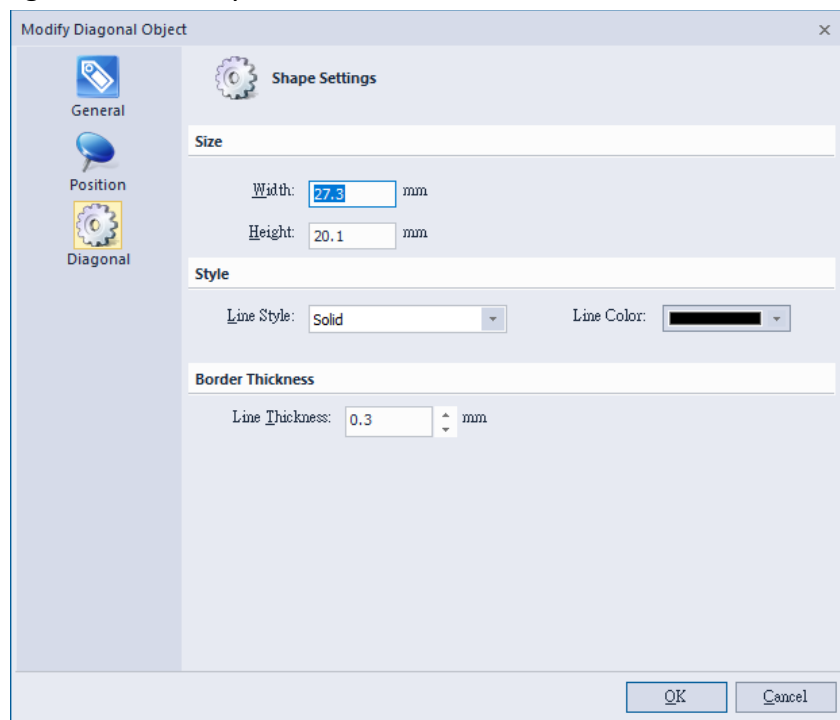 Modify Diagonal Object
General
Position
Diagonal
Shape Settings
Size
Width: 27.3 mm
Height: 20.1 mm
Style
Line Style: Solid Line Color:
Border Thickness
Line Thickness: 0.3 mm
OK Cancel